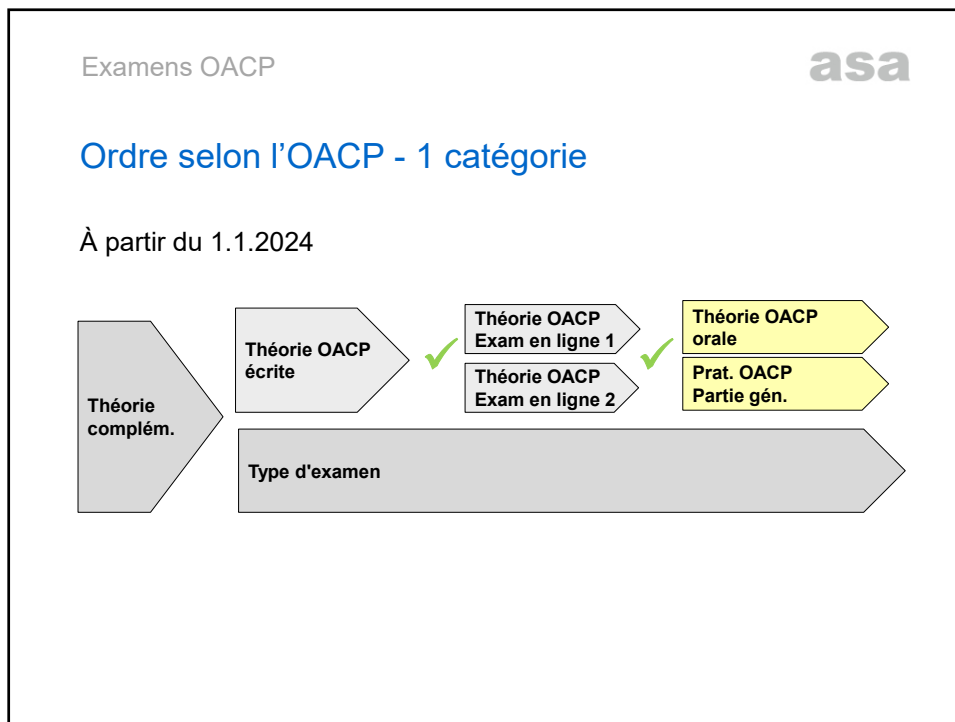 Examens OACP
asa
Ordre selon l'OACP - 1 catégorie
À partir du 1.1.2024
Théorie
complém.
Théorie OACP
écrite
Théorie OACP
Exam en ligne 1
Théorie OACP
Exam en ligne 2
Théorie OACP
orale
Prat. OACP
Partie gén.
Type d'examen